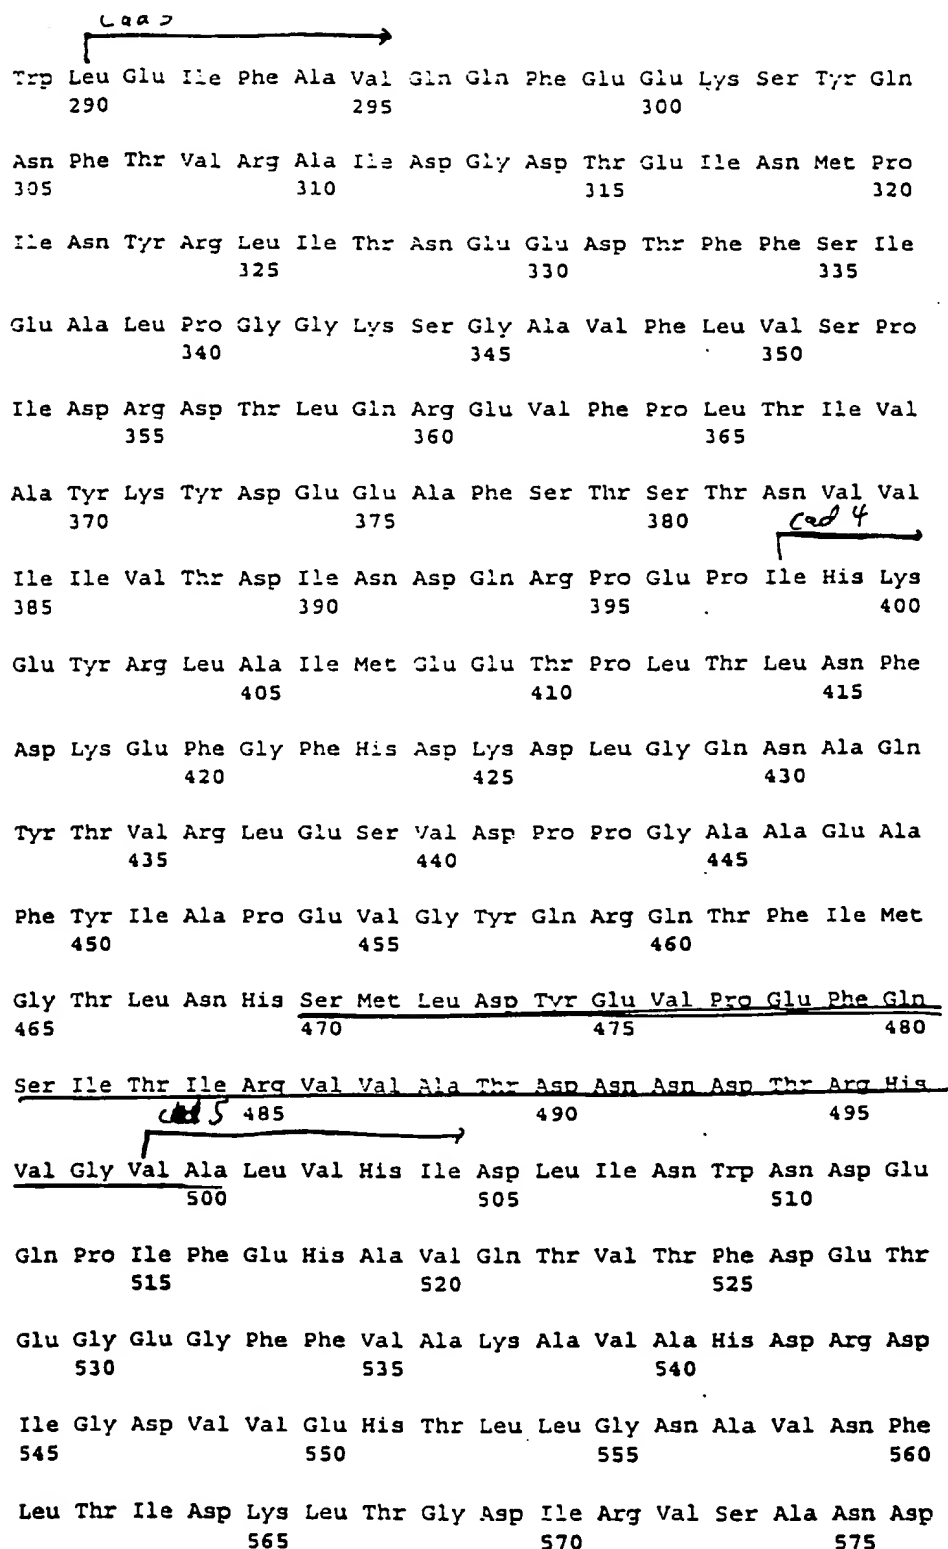 Cad 3
Trp Leu Glu Ile Phe Ala Val Gln Gln Phe Glu Glu Lys Ser Tyr Gln
290 295 300
Asn Phe Thr Val Arg Ala Ile Asp Gly Asp Thr Glu Ile Asn Met Pro
305 310 315 320
Ile Asn Tyr Arg Leu Ile Thr Asn Glu Glu Asp Thr Phe Phe Ser Ile
325 330 335
Glu Ala Leu Pro Gly Gly Lys Ser Gly Ala Val Phe Leu Val Ser Pro
340 345 350
Ile Asp Arg Asp Thr Leu Gln Arg Glu Val Phe Pro Leu Thr Ile Val
355 360 365
Ala Tyr Lys Tyr Asp Glu Glu Ala Phe Ser Thr Ser Thr Asn Val Val
370 375 380
Cad 4
Ile Ile Val Thr Asp Ile Asn Asp Gln Arg Pro Glu Pro Ile His Lys
385 390 395 400
Glu Tyr Arg Leu Ala Ile Met Glu Glu Thr Pro Leu Thr Leu Asn Phe
405 410 415
Asp Lys Glu Phe Gly Phe His Asp Lys Asp Leu Gly Gln Asn Ala Gln
420 425 430
Tyr Thr Val Arg Leu Glu Ser Val Asp Pro Pro Gly Ala Ala Glu Ala
435 440 445
Phe Tyr Ile Ala Pro Glu Val Gly Tyr Gln Arg Gln Thr Phe Ile Met
450 455 460
Gly Thr Leu Asn His Ser Met Leu Asp Tyr Glu Val Pro Glu Phe Gln
465 470 475 480
Ser Ile Thr Ile Arg Val Val Ala Thr Asp Asn Asn Asp Thr Arg His
485 490 495
Cad 5
Val Gly Val Ala Leu Val His Ile Asp Leu Ile Asn Trp Asn Asp Glu
500 505 510
Gln Pro Ile Phe Glu His Ala Val Gln Thr Val Thr Phe Asp Glu Thr
515 520 525
Glu Gly Glu Gly Phe Phe Val Ala Lys Ala Val Ala His Asp Arg Asp
530 535 540
Ile Gly Asp Val Val Glu His Thr Leu Leu Gly Asn Ala Val Asn Phe
545 550 555 560
Leu Thr Ile Asp Lys Leu Thr Gly Asp Ile Arg Val Ser Ala Asn Asp
565 570 575